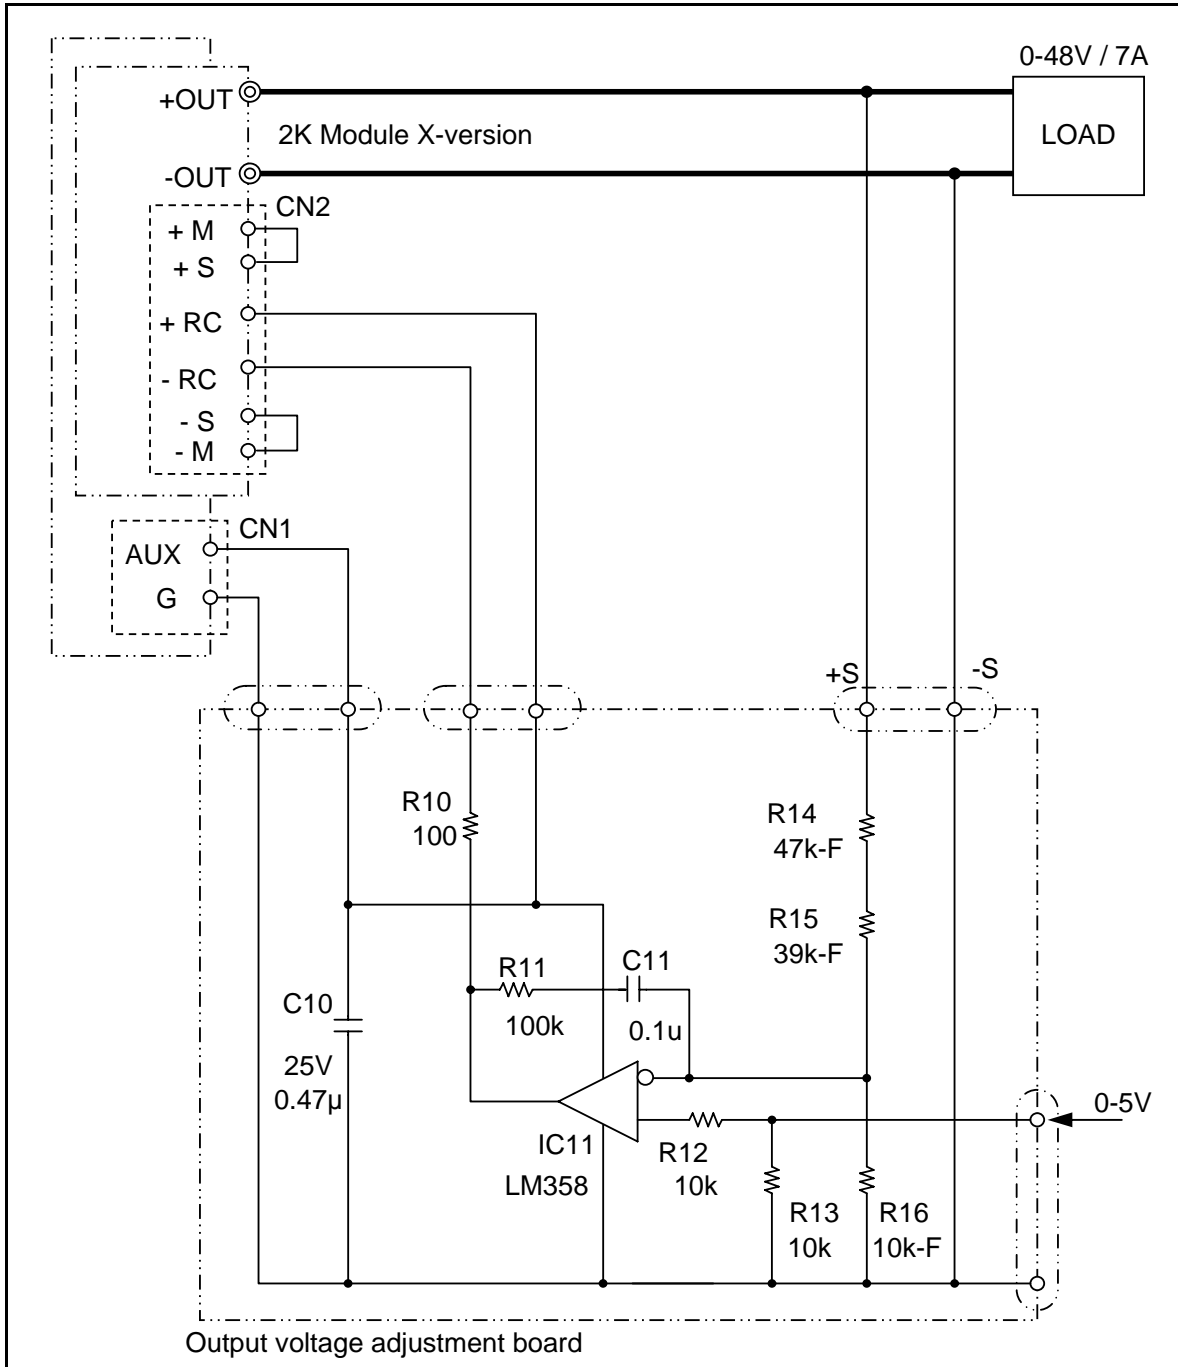 0-48V / 7A
+OUT
2K Module X-version
LOAD
-OUT
CN2
+ M
+ S
+ RC
- RC
- S
- M
CN1
AUX
G
+S
-S
R10
100
R14
47k-F
R15
39k-F
R11
C11
100k
0.1u
C10
25V
0.47µ
0-5V
IC11
LM358
R12
10k
R13
10k
R16
10k-F
Output voltage adjustment board